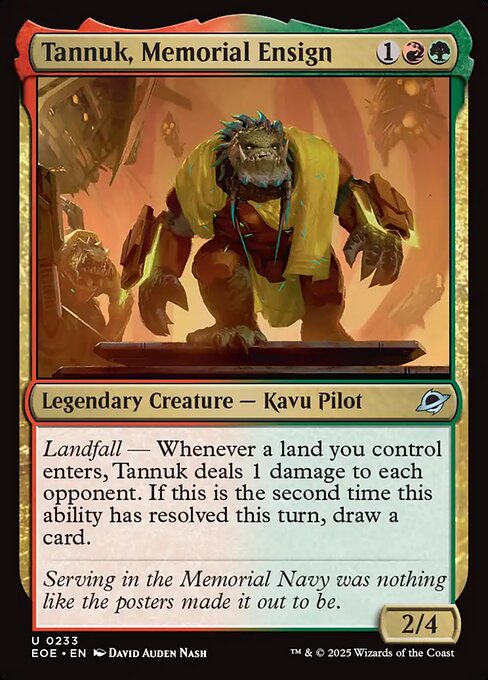 Tannuk, Memorial Ensign 1
Legendary Creature — Kavu Pilot
Landfall — Whenever a land you control
enters, Tannuk deals 1 damage to each
opponent. If this is the second time this
ability has resolved this turn, draw a
card.
Serving in the Memorial Navy was nothing
like the posters made it out to be.
2/4
U 0233
EOE • EN David Auden Nash
™ & © 2025 Wizards of the Coast